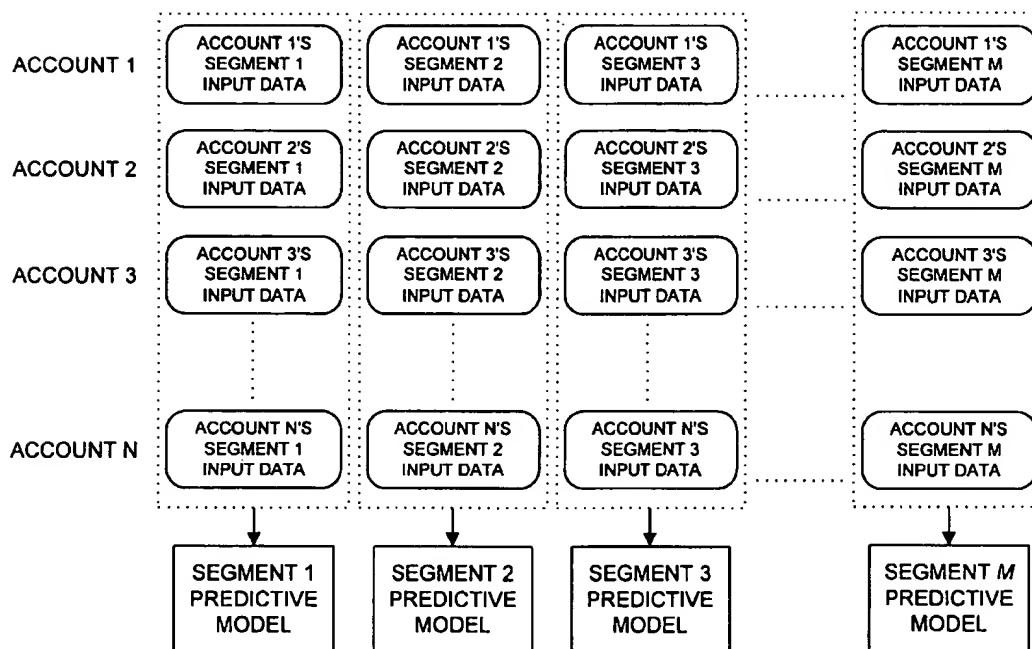 ACCOUNT 1
ACCOUNT 1'S
SEGMENT 1
INPUT DATA
ACCOUNT 1'S
SEGMENT 2
INPUT DATA
ACCOUNT 1'S
SEGMENT 3
INPUT DATA
ACCOUNT 1'S
SEGMENT M
INPUT DATA
ACCOUNT 2
ACCOUNT 2'S
SEGMENT 1
INPUT DATA
ACCOUNT 2'S
SEGMENT 2
INPUT DATA
ACCOUNT 2'S
SEGMENT 3
INPUT DATA
ACCOUNT 2'S
SEGMENT M
INPUT DATA
ACCOUNT 3
ACCOUNT 3'S
SEGMENT 1
INPUT DATA
ACCOUNT 3'S
SEGMENT 2
INPUT DATA
ACCOUNT 3'S
SEGMENT 3
INPUT DATA
ACCOUNT 3'S
SEGMENT M
INPUT DATA
ACCOUNT N
ACCOUNT N'S
SEGMENT 1
INPUT DATA
ACCOUNT N'S
SEGMENT 2
INPUT DATA
ACCOUNT N'S
SEGMENT 3
INPUT DATA
ACCOUNT N'S
SEGMENT M
INPUT DATA
SEGMENT 1
PREDICTIVE
MODEL
SEGMENT 2
PREDICTIVE
MODEL
SEGMENT 3
PREDICTIVE
MODEL
SEGMENT M
PREDICTIVE
MODEL